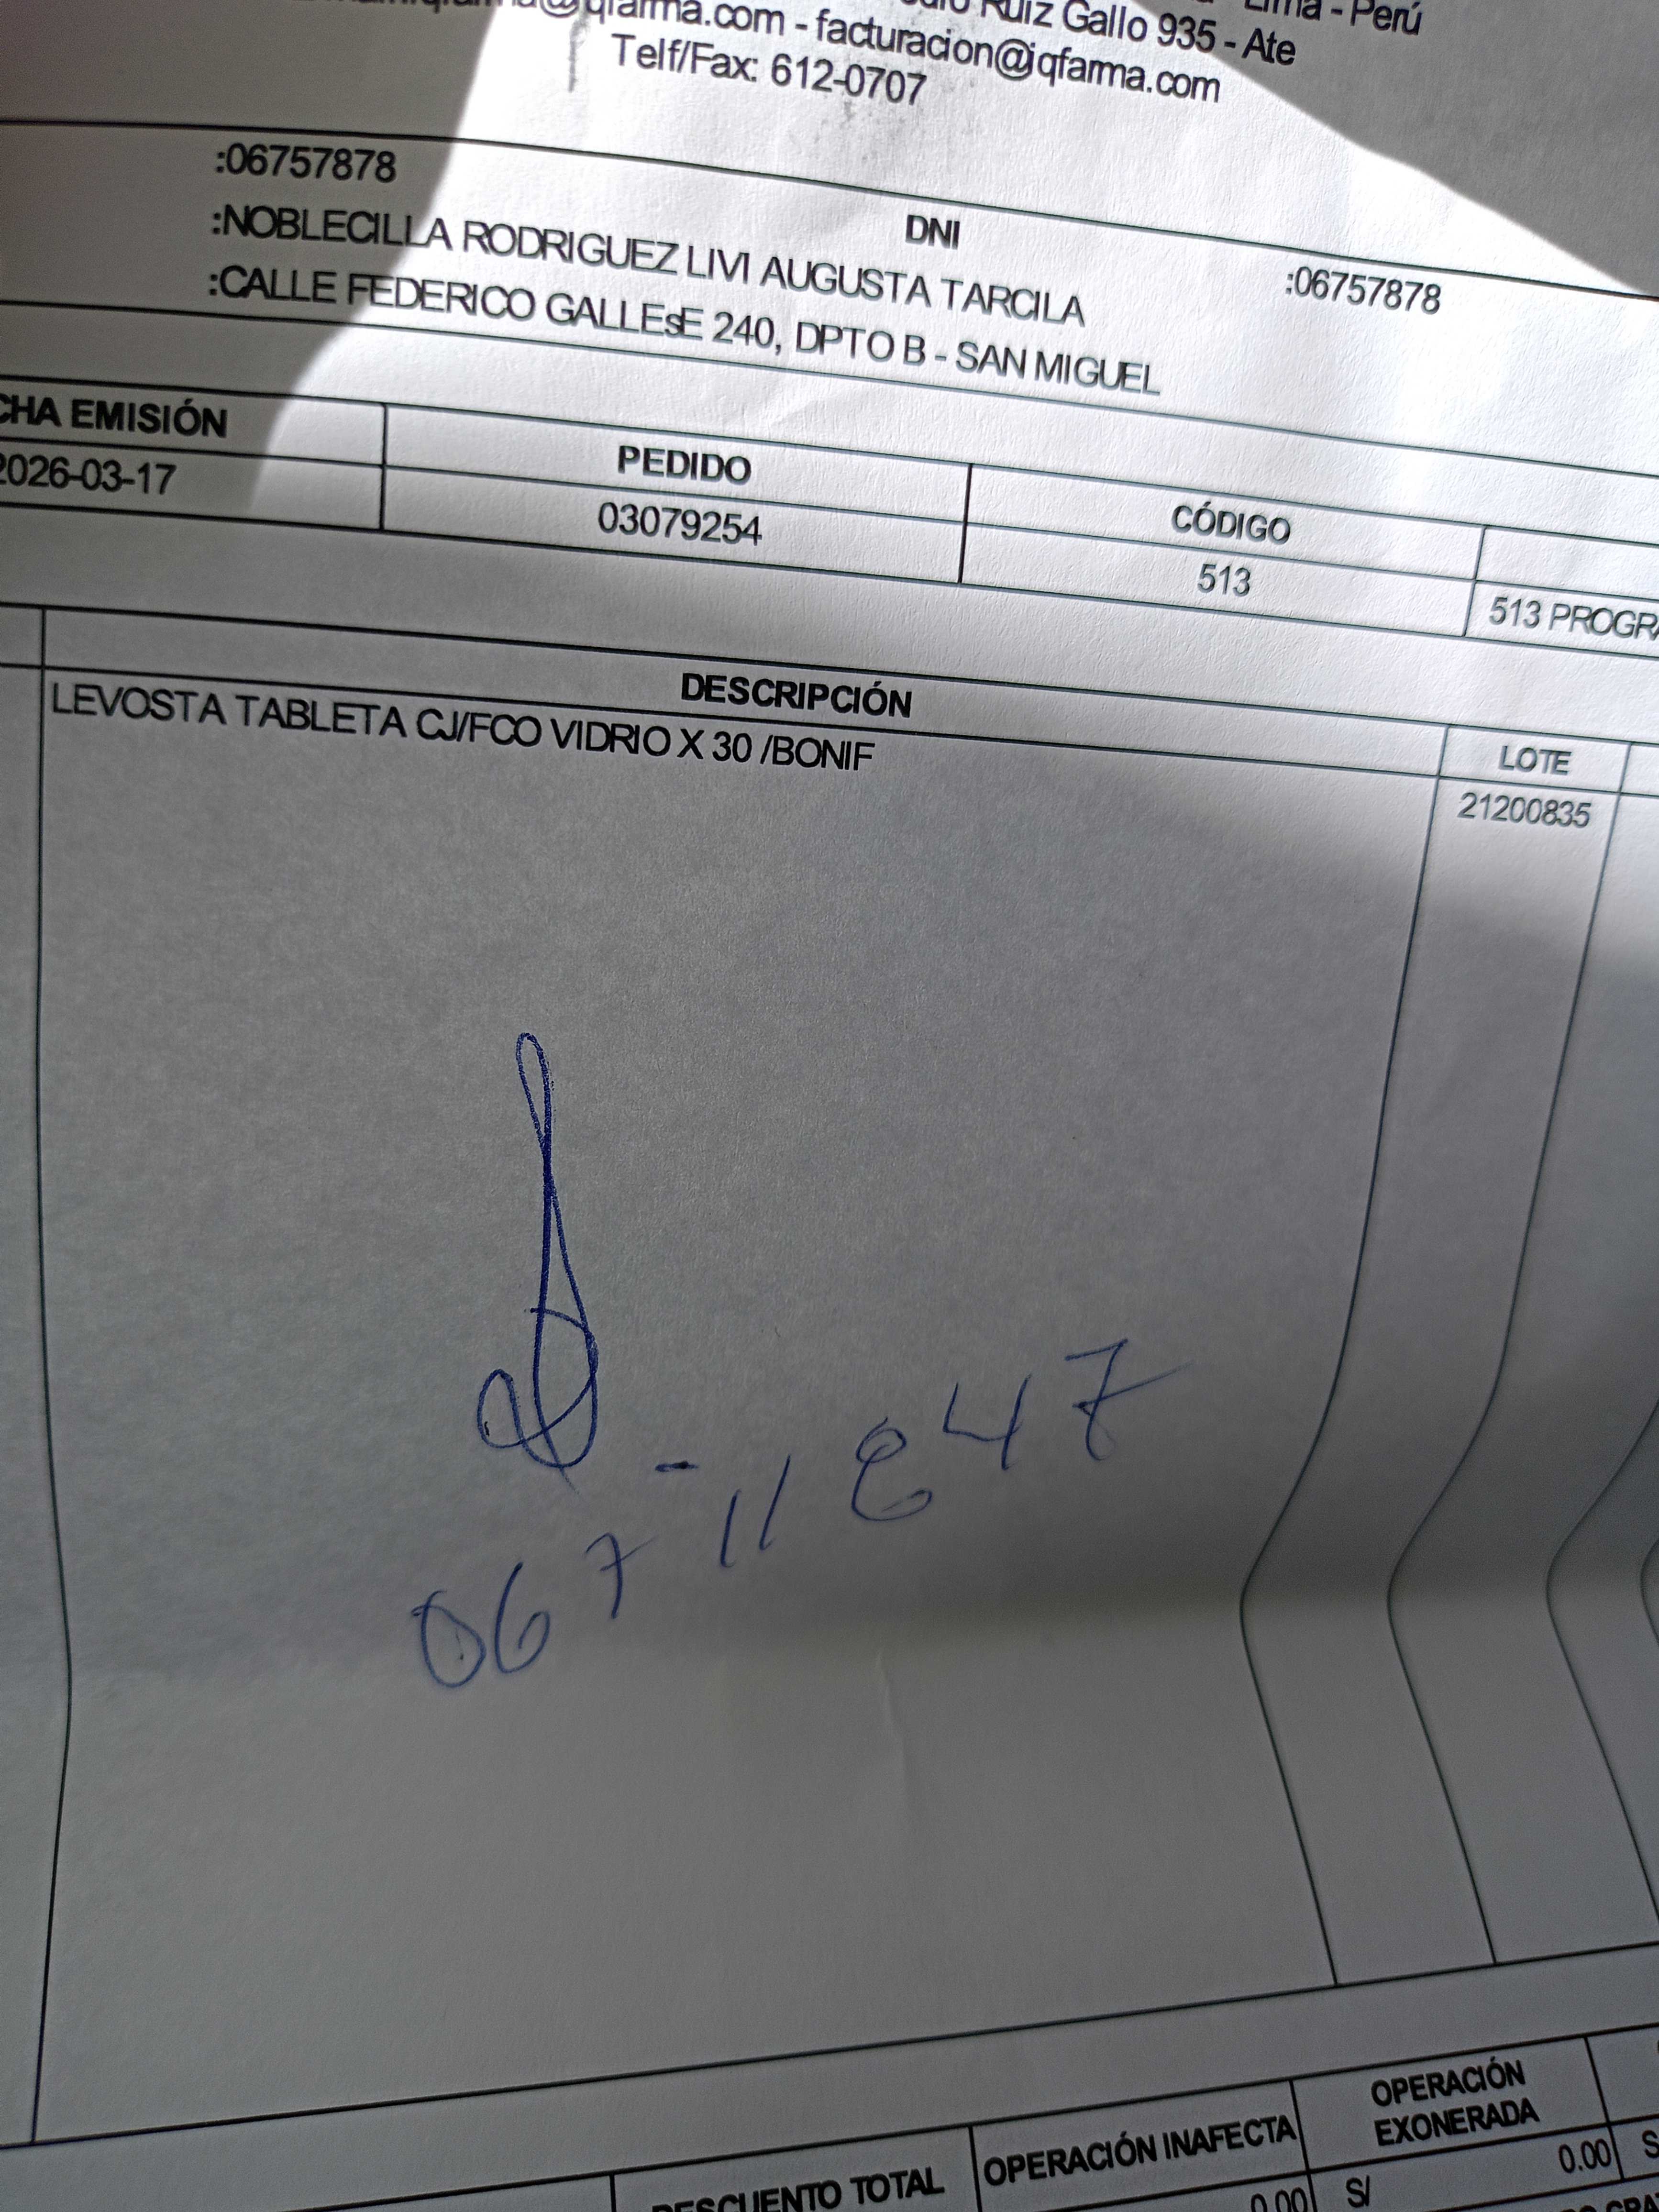 Lima - Perú
Ruiz Gallo 935 - Ate
@iqfarma.com - facturacion@iqfarma.com
Telf/Fax: 612-0707
:06757878
DNI :06757878
:NOBLECILLA RODRIGUEZ LIVI AUGUSTA TARCILA
:CALLE FEDERICO GALLEsE 240, DPTO B - SAN MIGUEL
CHA EMISIÓN PEDIDO CÓDIGO
2026-03-17 03079254 513 513 PROGRA
DESCRIPCIÓN LOTE
LEVOSTA TABLETA CJ/FCO VIDRIO X 30 /BONIF 21200835
067-11847
DESCUENTO TOTAL OPERACIÓN INAFECTA OPERACIÓN EXONERADA
0.00 S/ 0.00 S